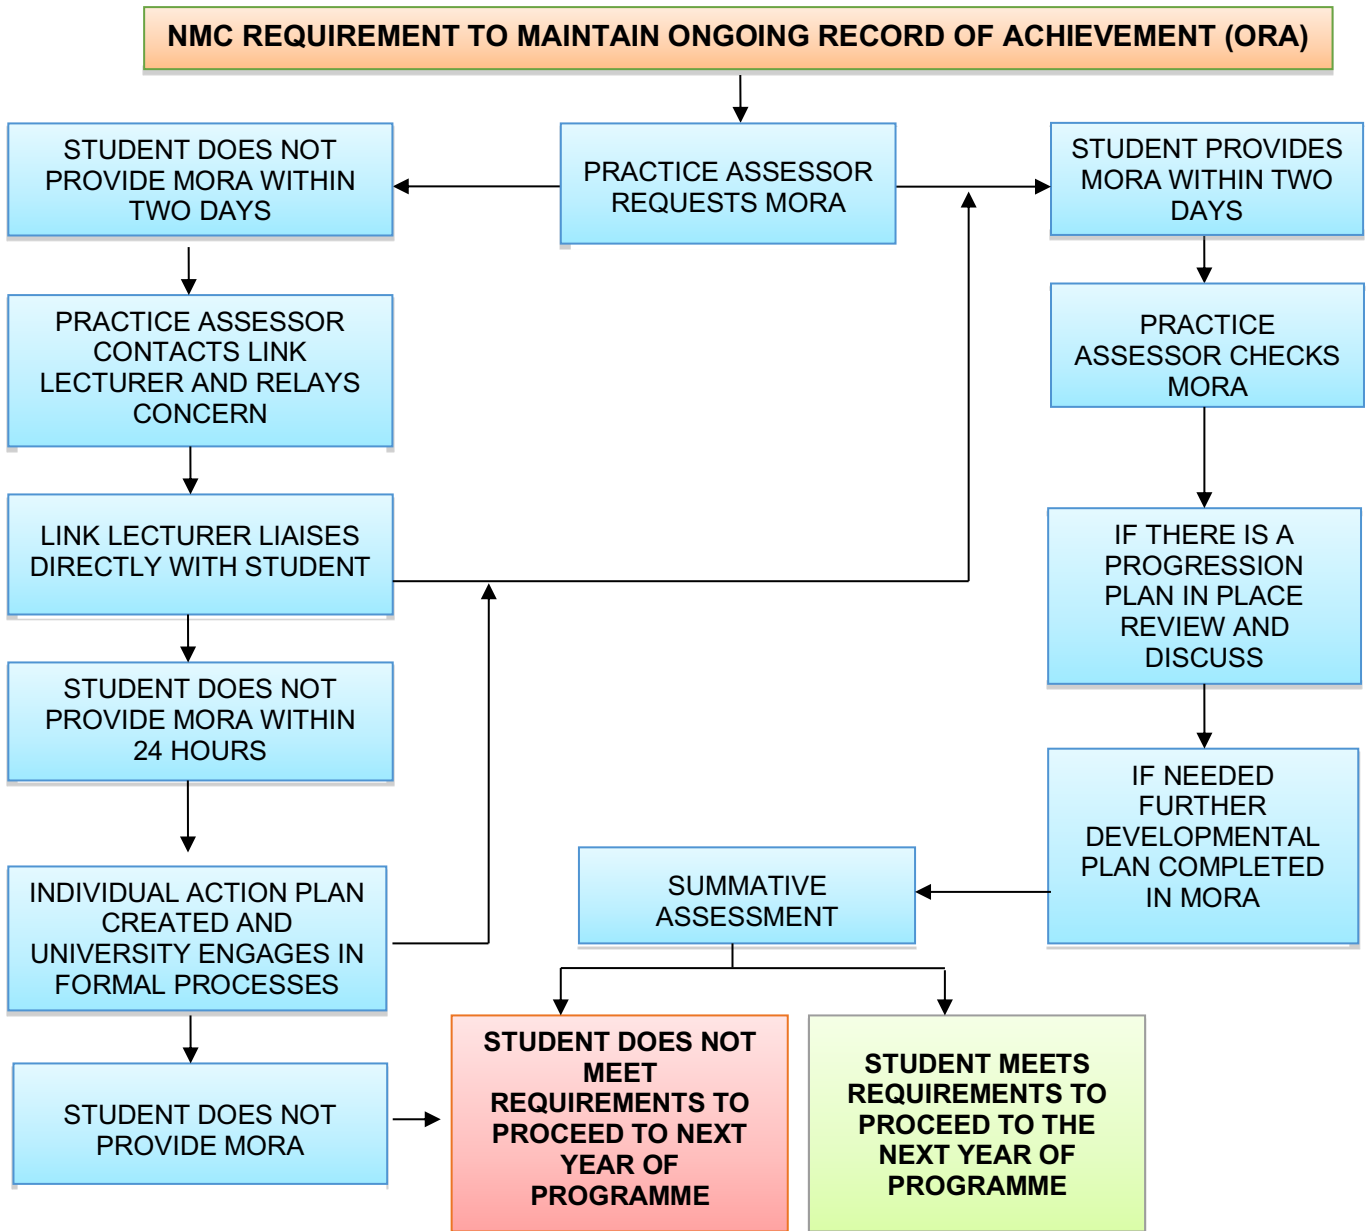 NMC REQUIREMENT TO MAINTAIN ONGOING RECORD OF ACHIEVEMENT (ORA)
STUDENT DOES NOT
PROVIDE MORA WITHIN
TWO DAYS
PRACTICE ASSESSOR
REQUESTS MORA
STUDENT PROVIDES
MORA WITHIN TWO
DAYS
PRACTICE ASSESSOR
CONTACTS LINK
LECTURER AND RELAYS
CONCERN
PRACTICE
ASSESSOR CHECKS
MORA
LINK LECTURER LIAISES
DIRECTLY WITH STUDENT
IF THERE IS A
PROGRESSION
PLAN IN PLACE
REVIEW AND
DISCUSS
STUDENT DOES NOT
PROVIDE MORA WITHIN
24 HOURS
IF NEEDED
FURTHER
DEVELOPMENTAL
PLAN COMPLETED
IN MORA
INDIVIDUAL ACTION PLAN
CREATED AND
UNIVERSITY ENGAGES IN
FORMAL PROCESSES
SUMMATIVE
ASSESSMENT
STUDENT DOES NOT
PROVIDE MORA
STUDENT DOES NOT
MEET
REQUIREMENTS TO
PROCEED TO NEXT
YEAR OF
PROGRAMME
STUDENT MEETS
REQUIREMENTS TO
PROCEED TO THE
NEXT YEAR OF
PROGRAMME